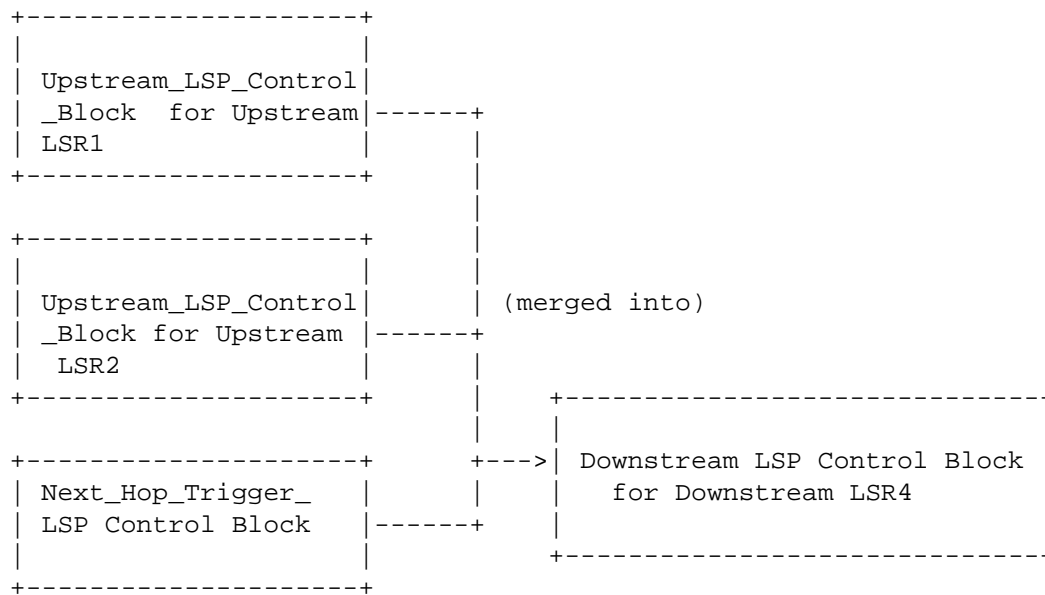 Upstream_LSP_Control
_Block for Upstream
LSR1
Upstream_LSP_Control
(merged into)
_Block for Upstream
LSR2
Next_Hop_Trigger_
LSP Control Block
Downstream LSP Control Block
for Downstream LSR4